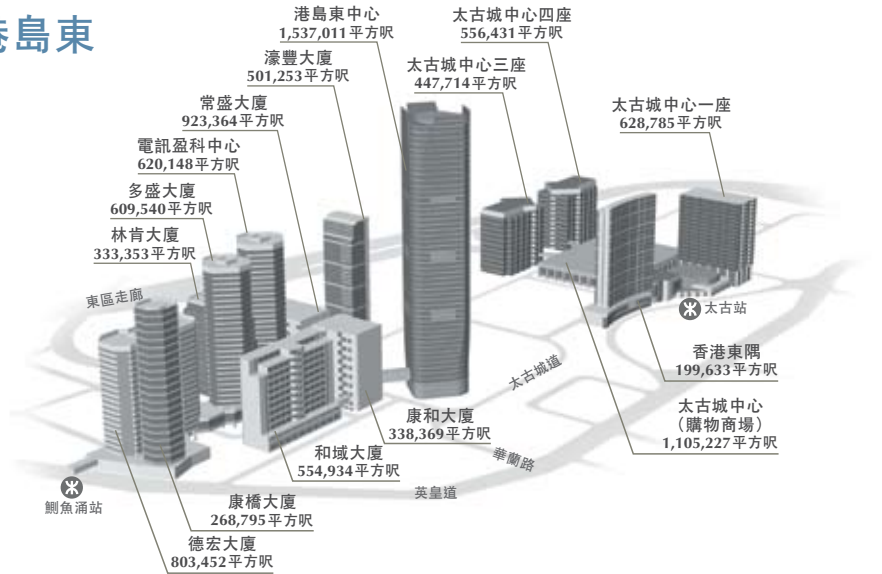 港島東
港島東中心
1,537,011平方呎
太古城中心四座
556,431平方呎
濠豐大廈
501,253平方呎
太古城中心三座
447,714平方呎
常盛大廈
923,364平方呎
太古城中心一座
628,785平方呎
電訊盈科中心
620,148平方呎
多盛大廈
609,540平方呎
林肯大廈
333,353平方呎
東區走廊
太古站
香港東隅
199,633平方呎
太古城道
太古城中心
（購物商場）
1,105,227平方呎
康和大廈
338,369平方呎
華蘭路
和域大廈
554,934平方呎
英皇道
鰂魚涌站
康橋大廈
268,795平方呎
德宏大廈
803,452平方呎